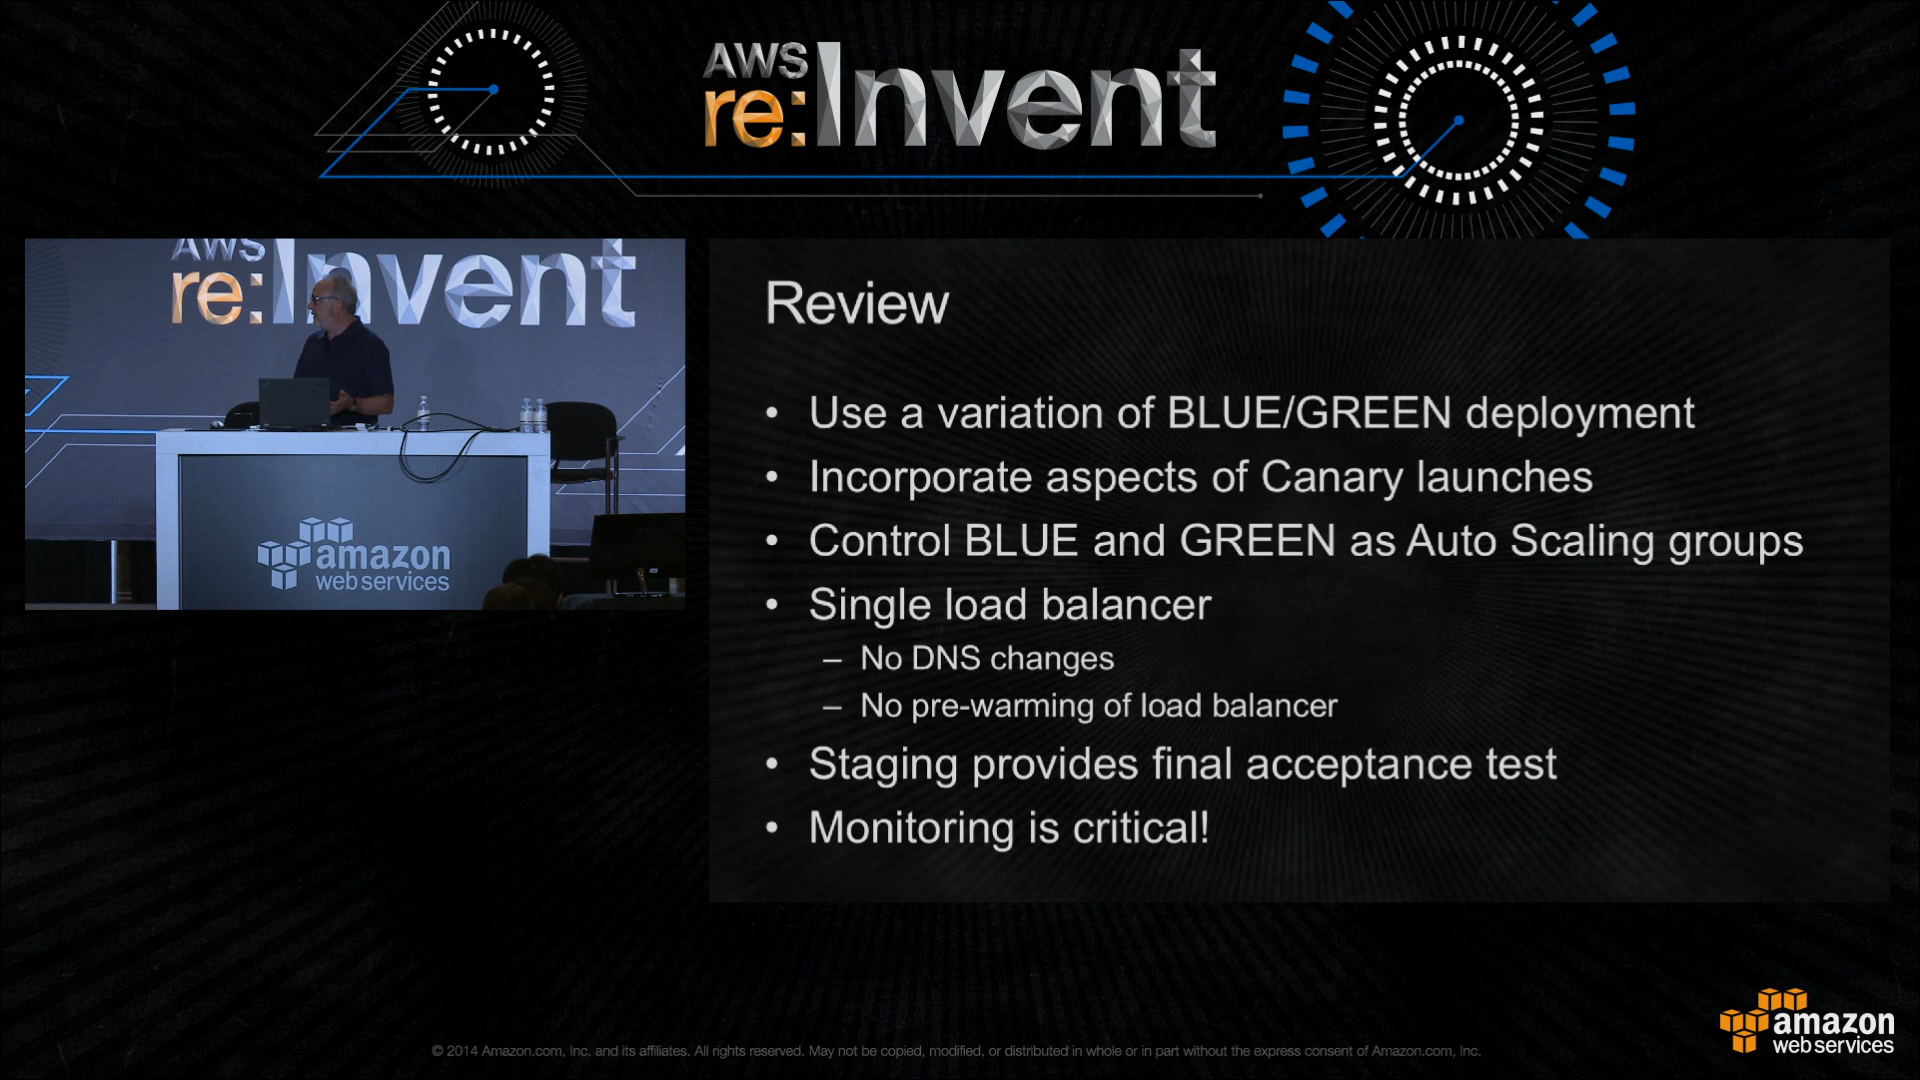 AWS
re:Invent
AWS
re:Invent
amazon
web services
Review
• Use a variation of BLUE/GREEN deployment
• Incorporate aspects of Canary launches
• Control BLUE and GREEN as Auto Scaling groups
• Single load balancer
– No DNS changes
– No pre-warming of load balancer
• Staging provides final acceptance test
• Monitoring is critical!
© 2014 Amazon.com, Inc. and its affiliates. All rights reserved. May not be copied, modified, or distributed in whole or in part without the express consent of Amazon.com, Inc.
amazon
web services